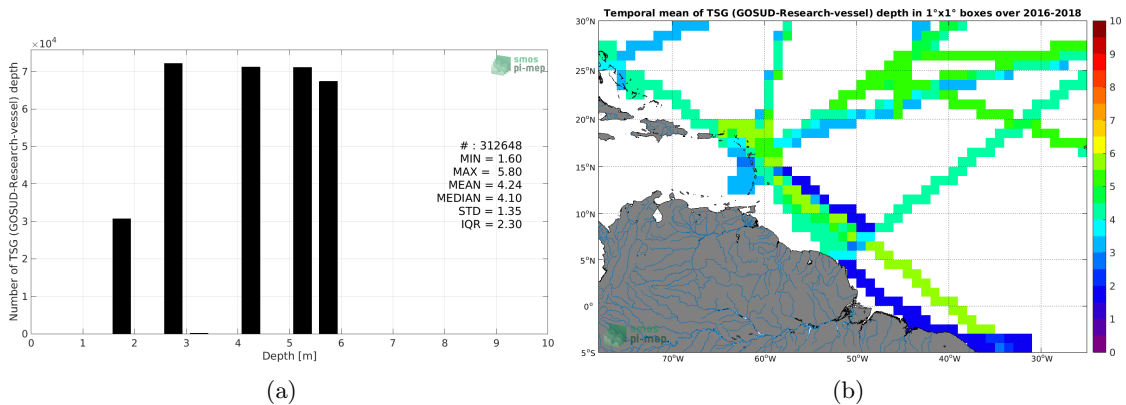 Temporal mean of TSG (GOSUD-Research-vessel) depth in 1°x1° boxes over 2016-2018
×10⁴
7
6
5
4
3
2
1
0
Number of TSG (GOSUD-Research-vessel) depth
0 1 2 3 4 5 6 7 8 9 10
Depth [m]
smos
pi-mep
# : 312648
MIN = 1.60
MAX = 5.80
MEAN = 4.24
MEDIAN = 4.10
STD = 1.35
IQR = 2.30
(a)
30°N
25°N
20°N
15°N
10°N
5°N
0°
5°S
70°W 60°W 50°W 40°W 30°W
smos
pi-mep
10
9
8
7
6
5
4
3
2
1
0
(b)